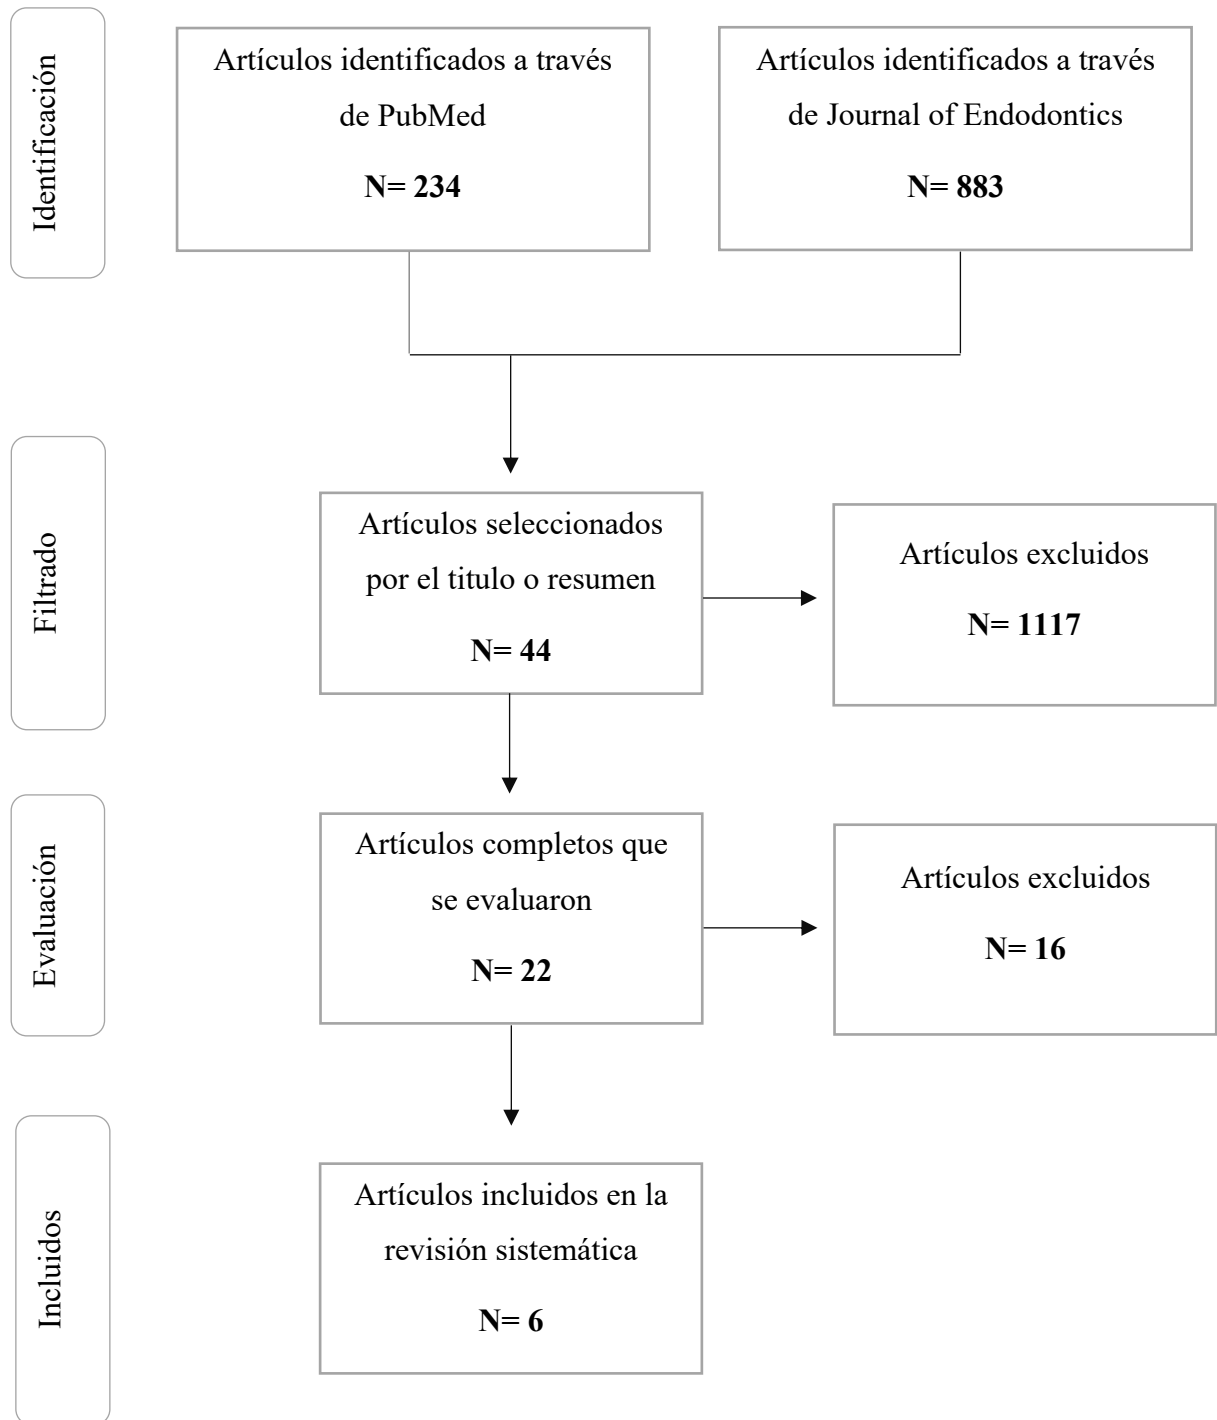 Identificación
Artículos identificados a través
de PubMed
N= 234
Artículos identificados a través
de Journal of Endodontics
N= 883
Filtrado
Artículos seleccionados
por el titulo o resumen
N= 44
Artículos excluidos
N= 1117
Evaluación
Artículos completos que
se evaluaron
N= 22
Artículos excluidos
N= 16
Incluidos
Artículos incluidos en la
revisión sistemática
N= 6